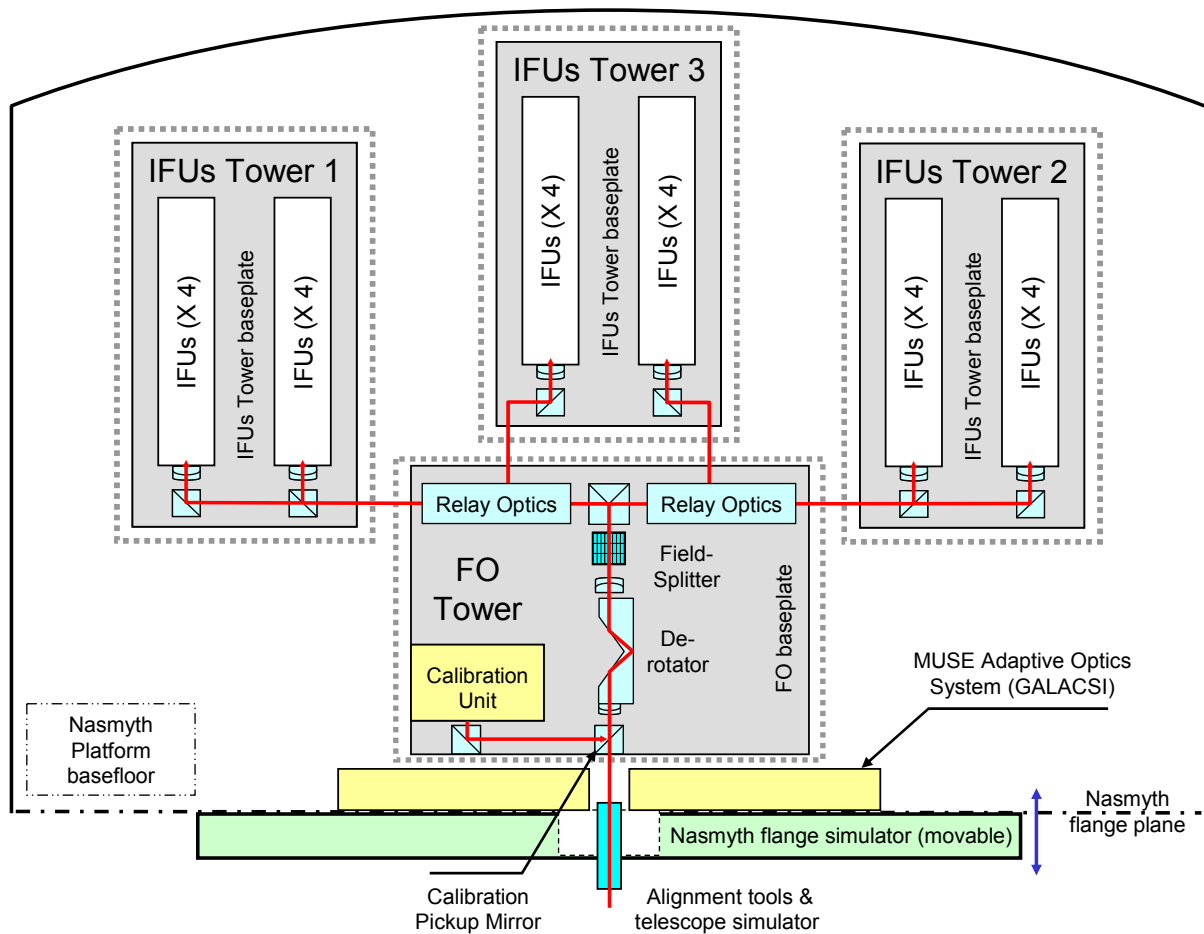 IFUs Tower 3
IFUs (X 4)
IFUs Tower baseplate
IFUs (X 4)
IFUs Tower 1
IFUs (X 4)
IFUs Tower baseplate
IFUs (X 4)
IFUs Tower 2
IFUs (X 4)
IFUs Tower baseplate
IFUs (X 4)
Relay Optics
Relay Optics
Field-
Splitter
FO
Tower
De-
rotator
FO baseplate
Calibration
Unit
MUSE Adaptive Optics
System (GALACSI)
Nasmyth
Platform
basefloor
Nasmyth
flange plane
Nasmyth flange simulator (movable)
Calibration
Pickup Mirror
Alignment tools &
telescope simulator